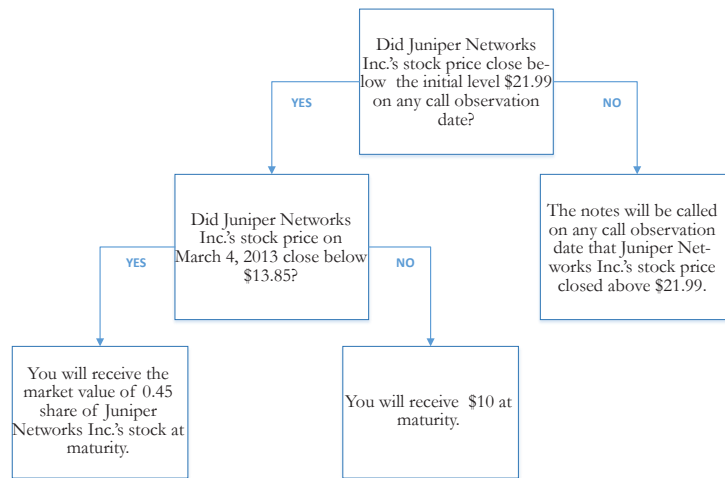 Did Juniper Networks
Inc.'s stock price close be-
low the initial level $21.99
on any call observation
date?
YES
NO
Did Juniper Networks
Inc.'s stock price on
March 4, 2013 close below
$13.85?
The notes will be called
on any call observation
date that Juniper Net-
works Inc.'s stock price
closed above $21.99.
YES
NO
You will receive the
market value of 0.45
share of Juniper
Networks Inc.'s stock at
maturity.
You will receive $10 at
maturity.